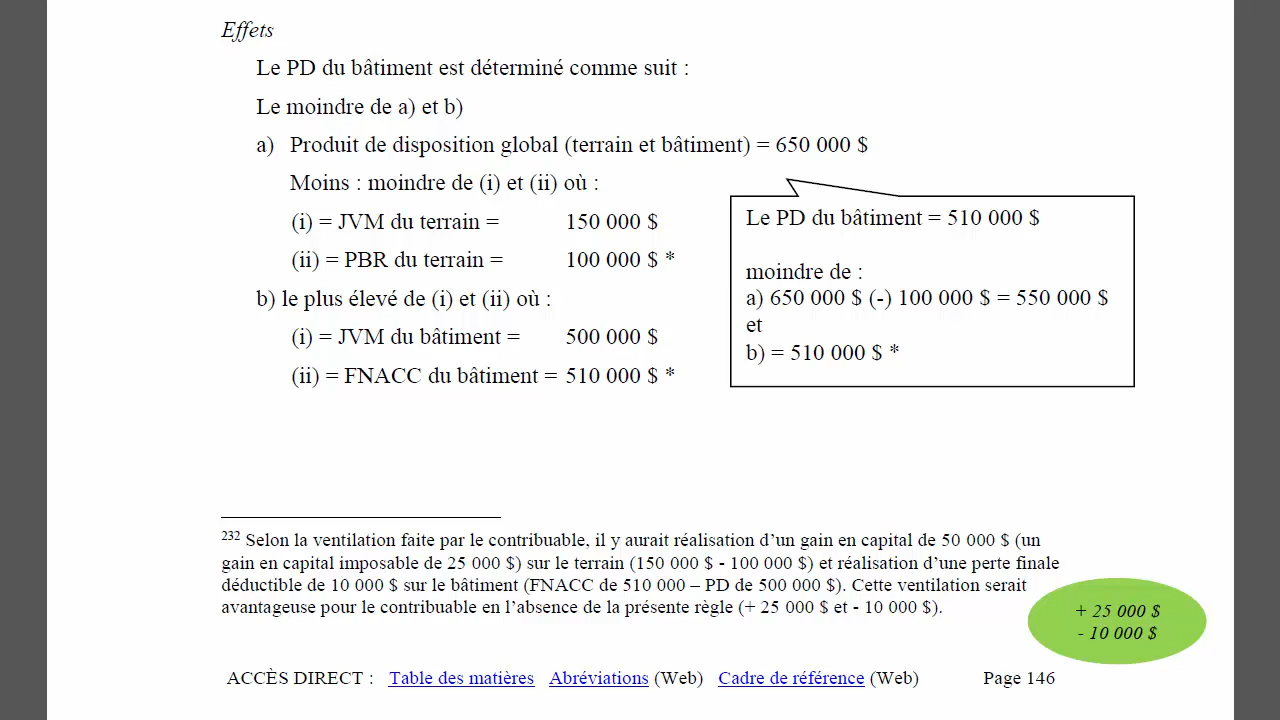 Effets
Le PD du bâtiment est déterminé comme suit :
Le moindre de a) et b)
a) Produit de disposition global (terrain et bâtiment) = 650 000 $
Moins : moindre de (i) et (ii) où :
(i) = JVM du terrain = 150 000 $
(ii) = PBR du terrain = 100 000 $ *
b) le plus élevé de (i) et (ii) où :
(i) = JVM du bâtiment = 500 000 $
(ii) = FNACC du bâtiment = 510 000 $ *
Le PD du bâtiment = 510 000 $
moindre de :
a) 650 000 $ (-) 100 000 $ = 550 000 $
et
b) = 510 000 $ *
232 Selon la ventilation faite par le contribuable, il y aurait réalisation d’un gain en capital de 50 000 $ (un
gain en capital imposable de 25 000 $) sur le terrain (150 000 $ - 100 000 $) et réalisation d’une perte finale
déductible de 10 000 $ sur le bâtiment (FNACC de 510 000 – PD de 500 000 $). Cette ventilation serait
avantageuse pour le contribuable en l’absence de la présente règle (+ 25 000 $ et - 10 000 $).
+ 25 000 $
- 10 000 $
ACCÈS DIRECT : Table des matières Abréviations (Web) Cadre de référence (Web) Page 146